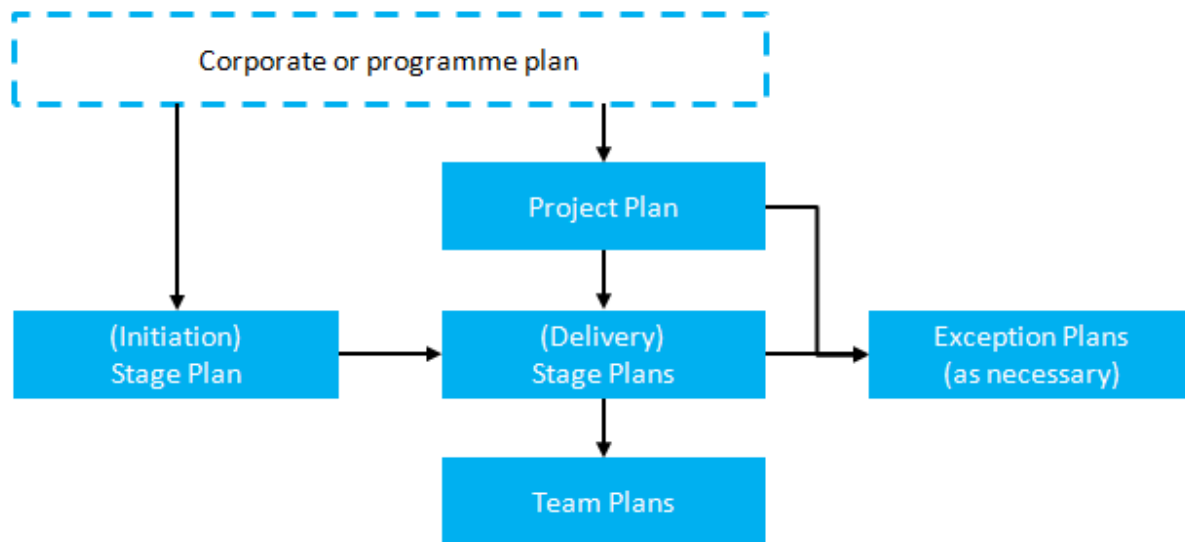 Corporate or programme plan
Project Plan
(Initiation)
Stage Plan
(Delivery)
Stage Plans
Exception Plans
(as necessary)
Team Plans